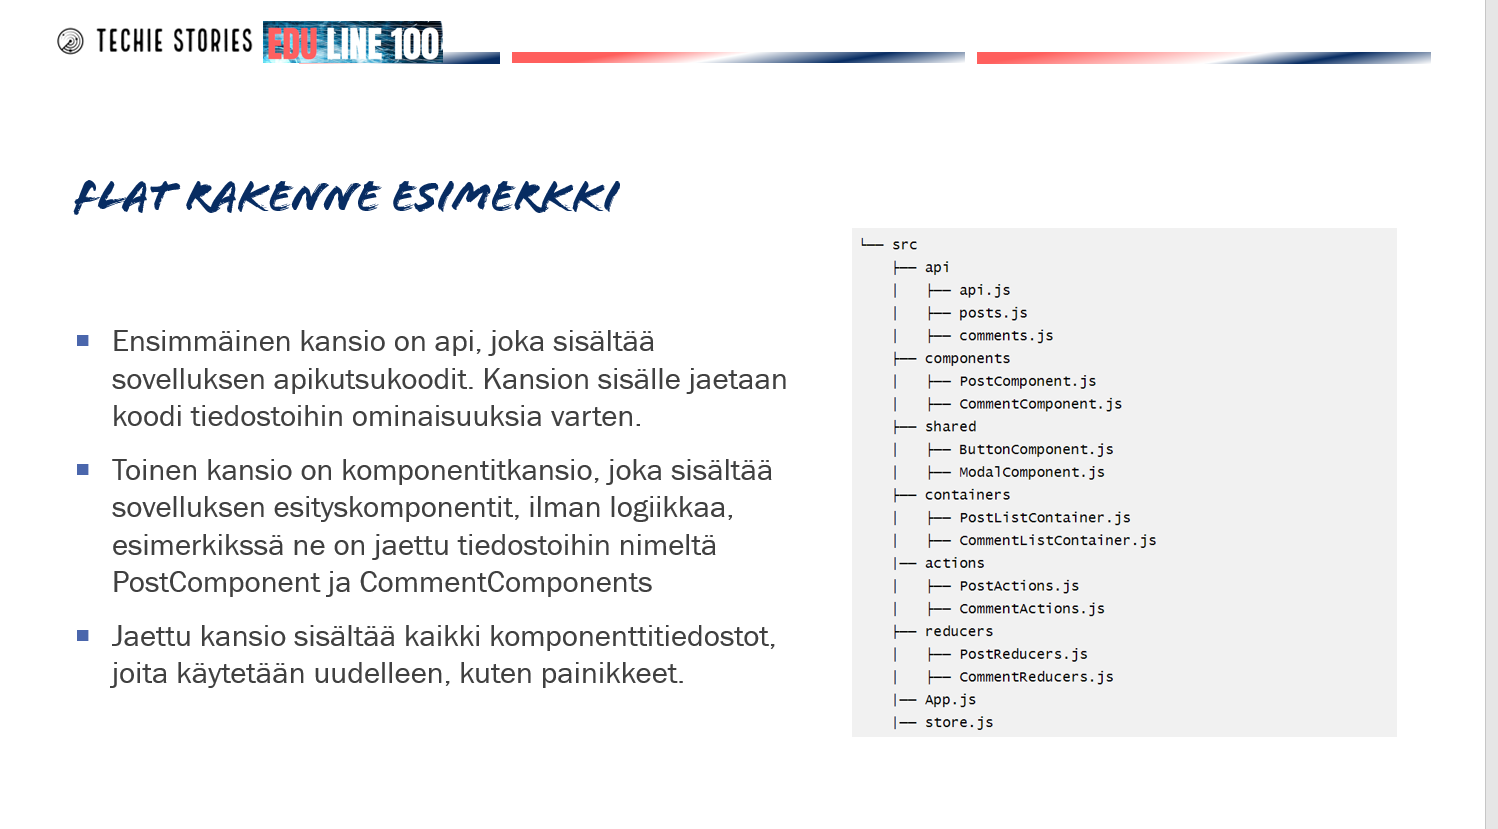 TECHIE STORIES EDU LINE 100
FLAT RAKENNE ESIMERKKI
Ensimmäinen kansio on api, joka sisältää
sovelluksen apikutsukoodit. Kansion sisälle jaetaan
koodi tiedostoihin ominaisuuksia varten.
Toinen kansio on komponentitkansio, joka sisältää
sovelluksen esityskomponentit, ilman logiikkaa,
esimerkikssä ne on jaettu tiedostoihin nimeltä
PostComponent ja CommentComponents
Jaettu kansio sisältää kaikki komponenttitiedostot,
joita käytetään uudelleen, kuten painikkeet.
└── src
    ├── api
    |   ├── api.js
    |   ├── posts.js
    |   ├── comments.js
    ├── components
    |   ├── PostComponent.js
    |   ├── CommentComponent.js
    ├── shared
    |   ├── ButtonComponent.js
    |   ├── ModalComponent.js
    ├── containers
    |   ├── PostListContainer.js
    |   ├── CommentListContainer.js
    |── actions
    |   ├── PostActions.js
    |   ├── CommentActions.js
    ├── reducers
    |   ├── PostReducers.js
    |   ├── CommentReducers.js
    |── App.js
    |── store.js